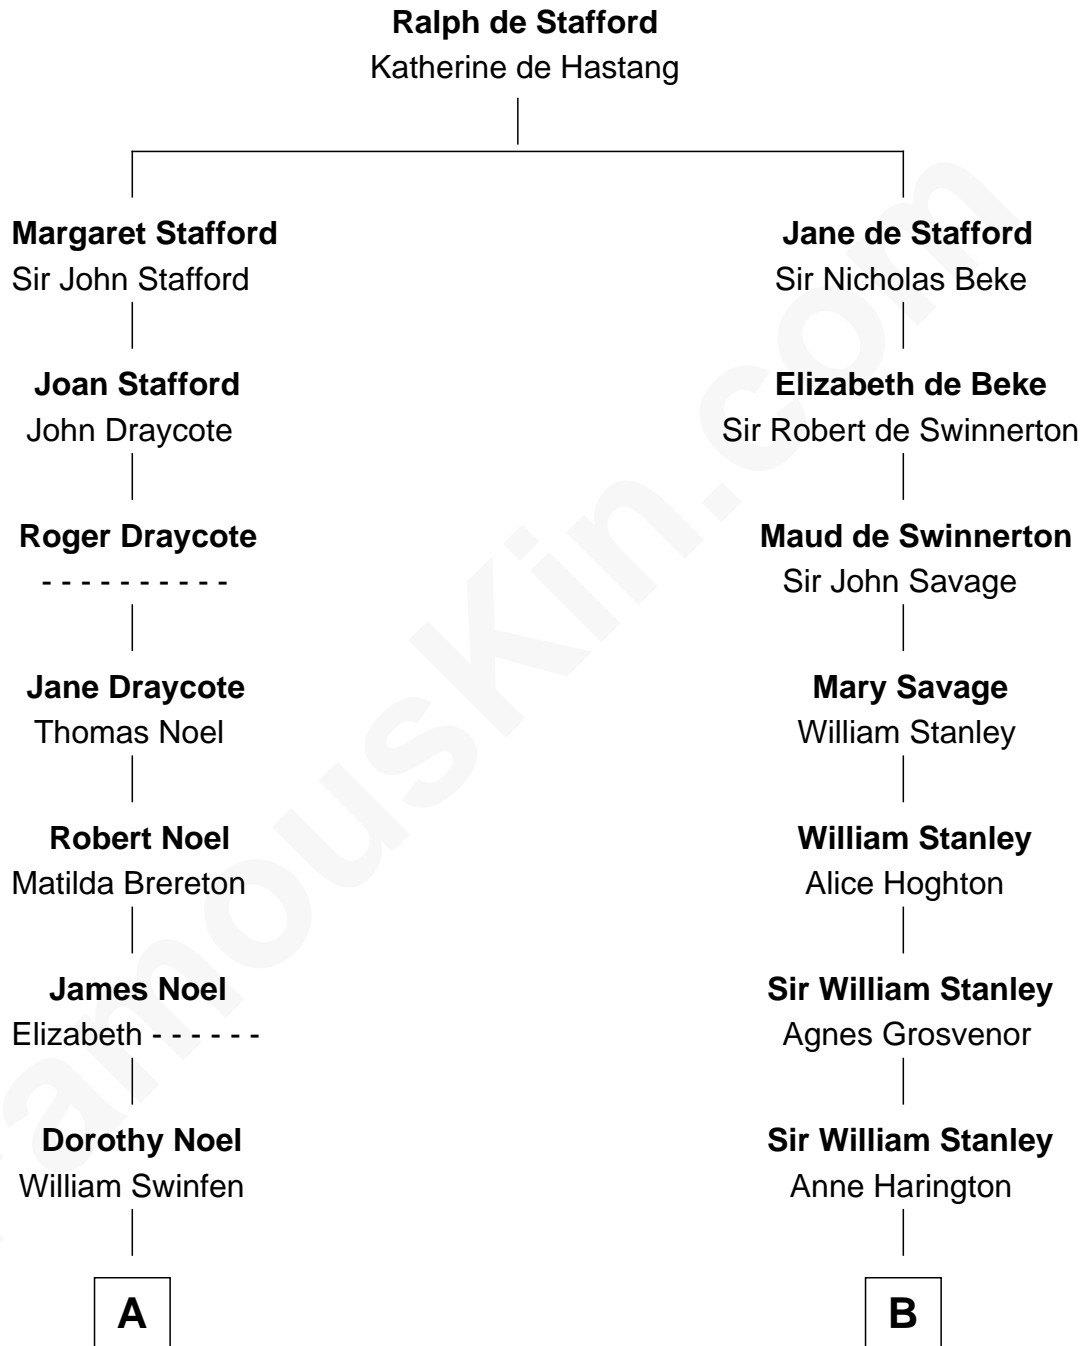 Ralph de Stafford
Katherine de Hastang
Margaret Stafford
Sir John Stafford
Joan Stafford
John Draycote
Roger Draycote
- - - - - - - - - -
Jane Draycote
Thomas Noel
Robert Noel
Matilda Brereton
James Noel
Elizabeth - - - - - -
Dorothy Noel
William Swinfen
A
Jane de Stafford
Sir Nicholas Beke
Elizabeth de Beke
Sir Robert de Swinnerton
Maud de Swinnerton
Sir John Savage
Mary Savage
William Stanley
William Stanley
Alice Hoghton
Sir William Stanley
Agnes Grosvenor
Sir William Stanley
Anne Harington
B
FamousKin.com